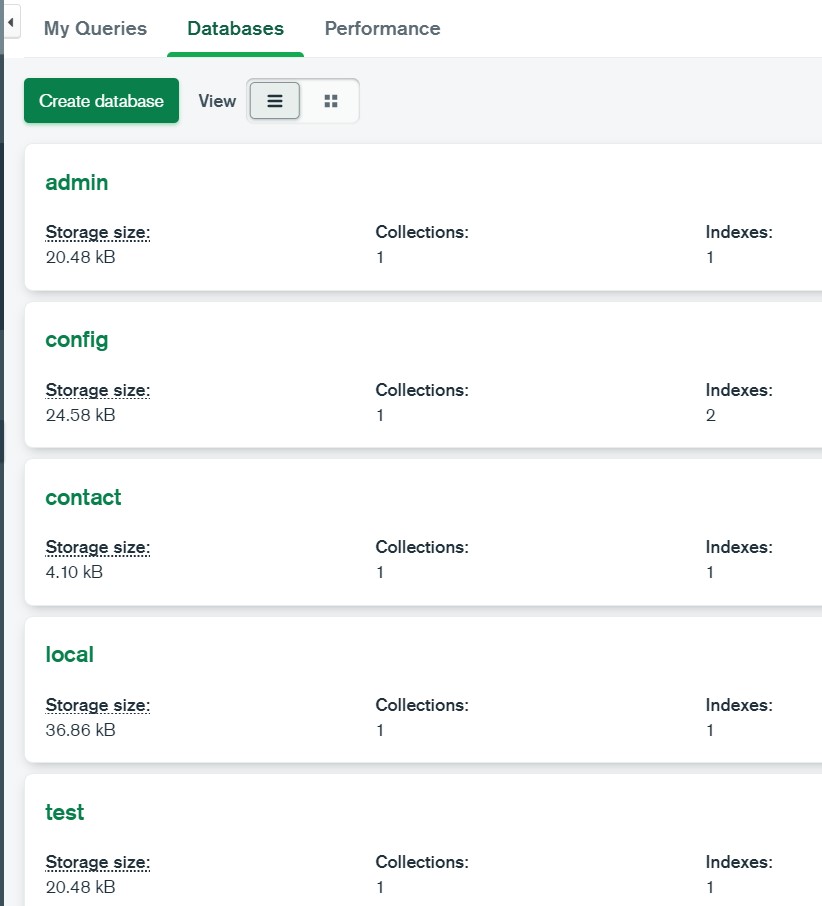 My Queries Databases Performance
Create database View
admin
Storage size: Collections: Indexes:
20.48 kB 1 1
config
Storage size: Collections: Indexes:
24.58 kB 1 2
contact
Storage size: Collections: Indexes:
4.10 kB 1 1
local
Storage size: Collections: Indexes:
36.86 kB 1 1
test
Storage size: Collections: Indexes:
20.48 kB 1 1